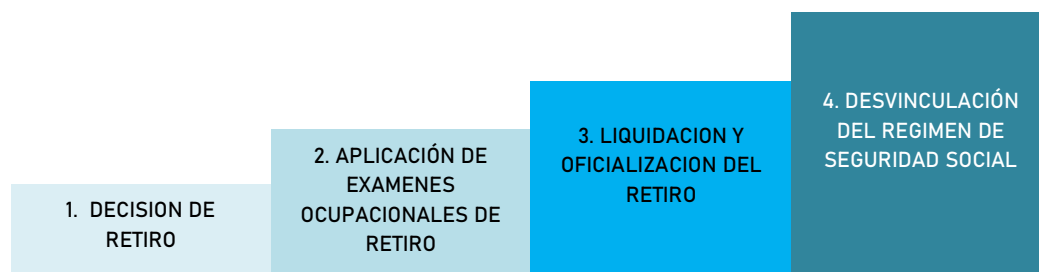 1. DECISION DE
RETIRO
2. APLICACIÓN DE
EXAMENES
OCUPACIONALES DE
RETIRO
3. LIQUIDACION Y
OFICIALIZACION DEL
RETIRO
4. DESVINCULACIÓN
DEL REGIMEN DE
SEGURIDAD SOCIAL